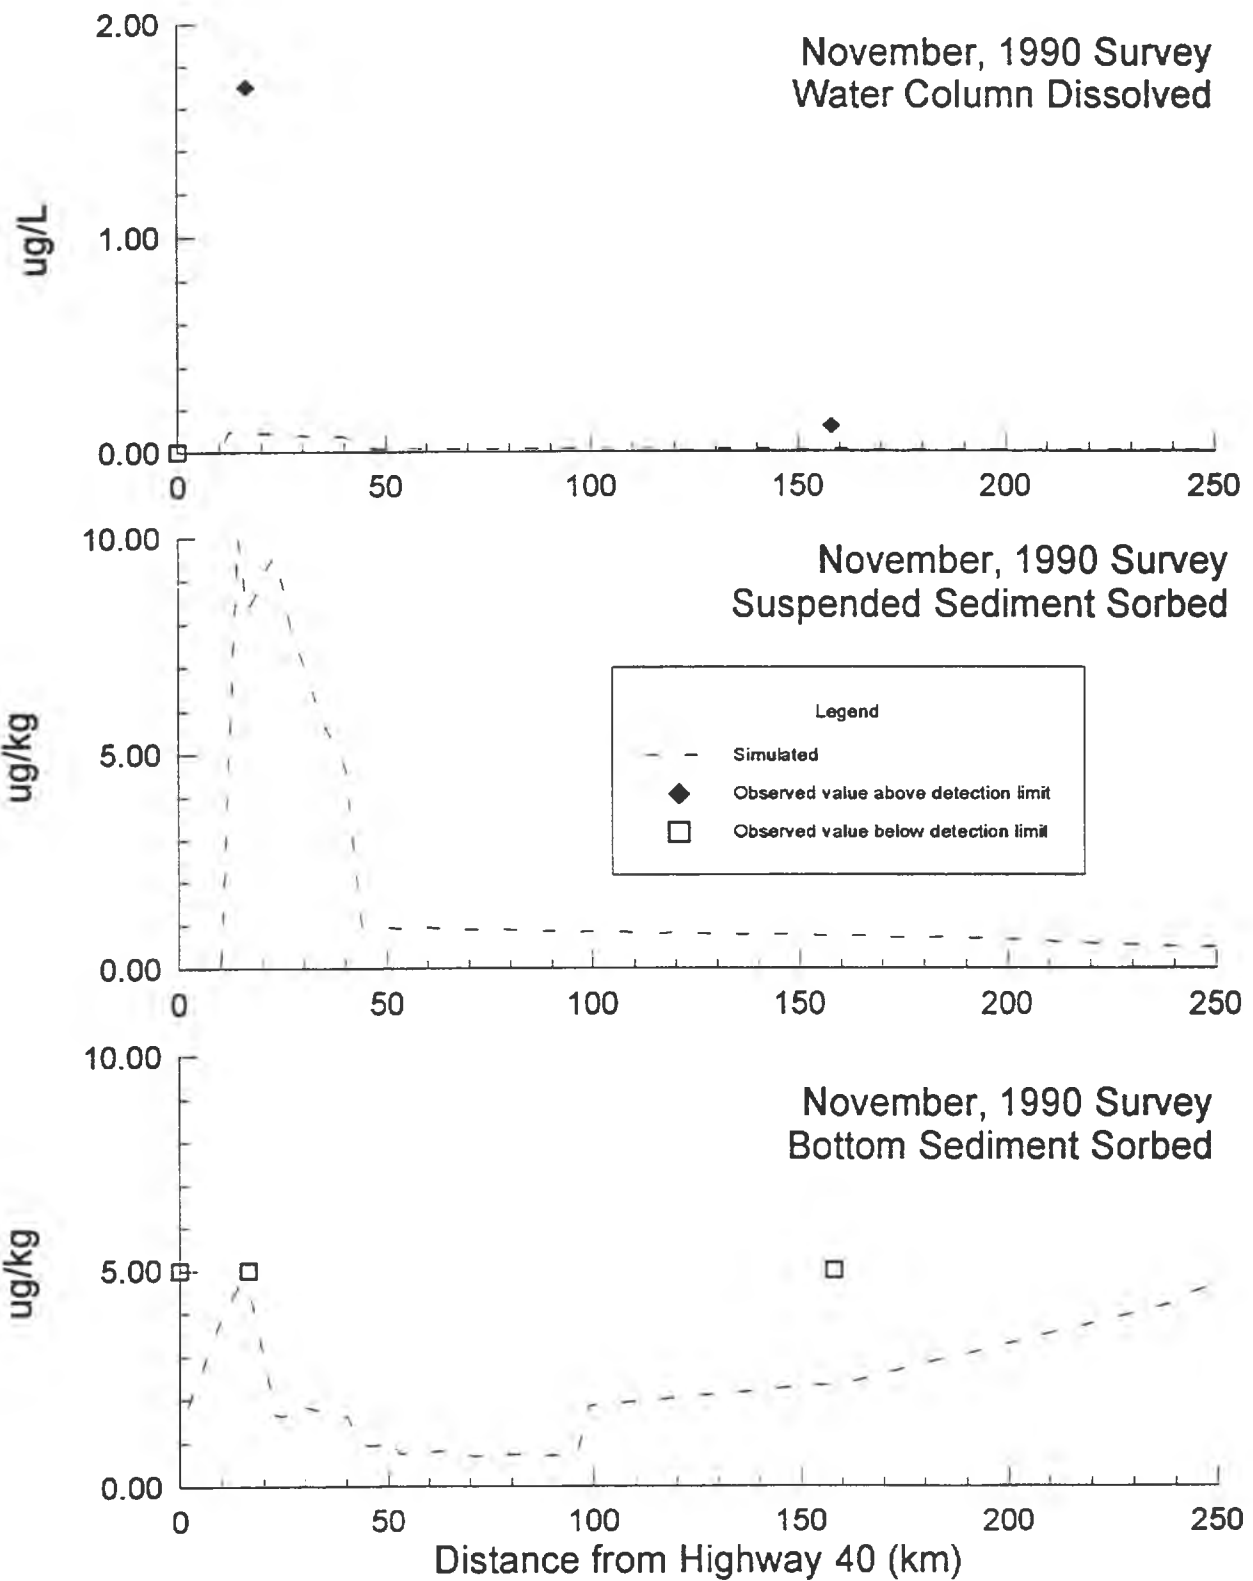 2.00
November, 1990 Survey
Water Column Dissolved
ug/L
1.00
0.00
0 50 100 150 200 250
10.00
November, 1990 Survey
Suspended Sediment Sorbed
ug/kg
5.00
Legend
Simulated
Observed value above detection limit
Observed value below detection limit
0.00
0 50 100 150 200 250
10.00
November, 1990 Survey
Bottom Sediment Sorbed
ug/kg
5.00
0.00
0 50 100 150 200 250
Distance from Highway 40 (km)